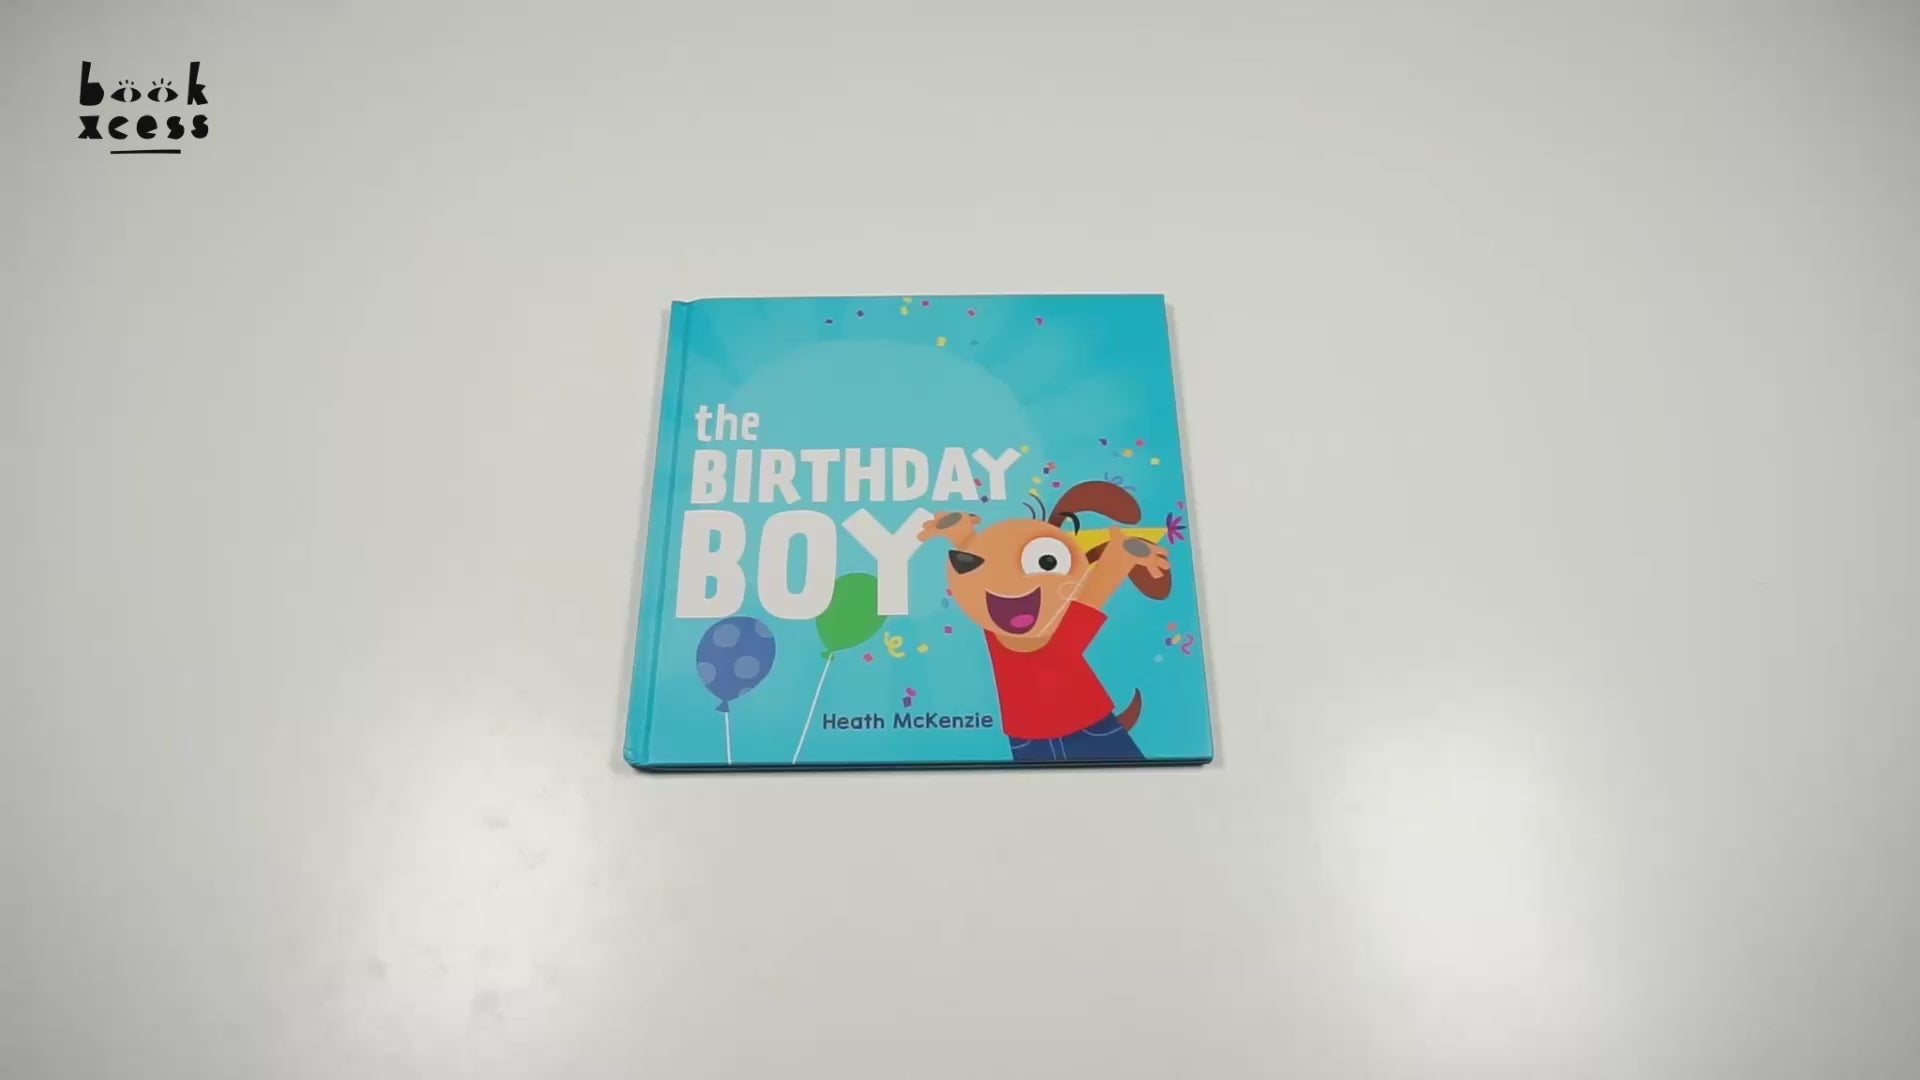 book
xcess
the
BIRTHDAY
BOY
Heath McKenzie